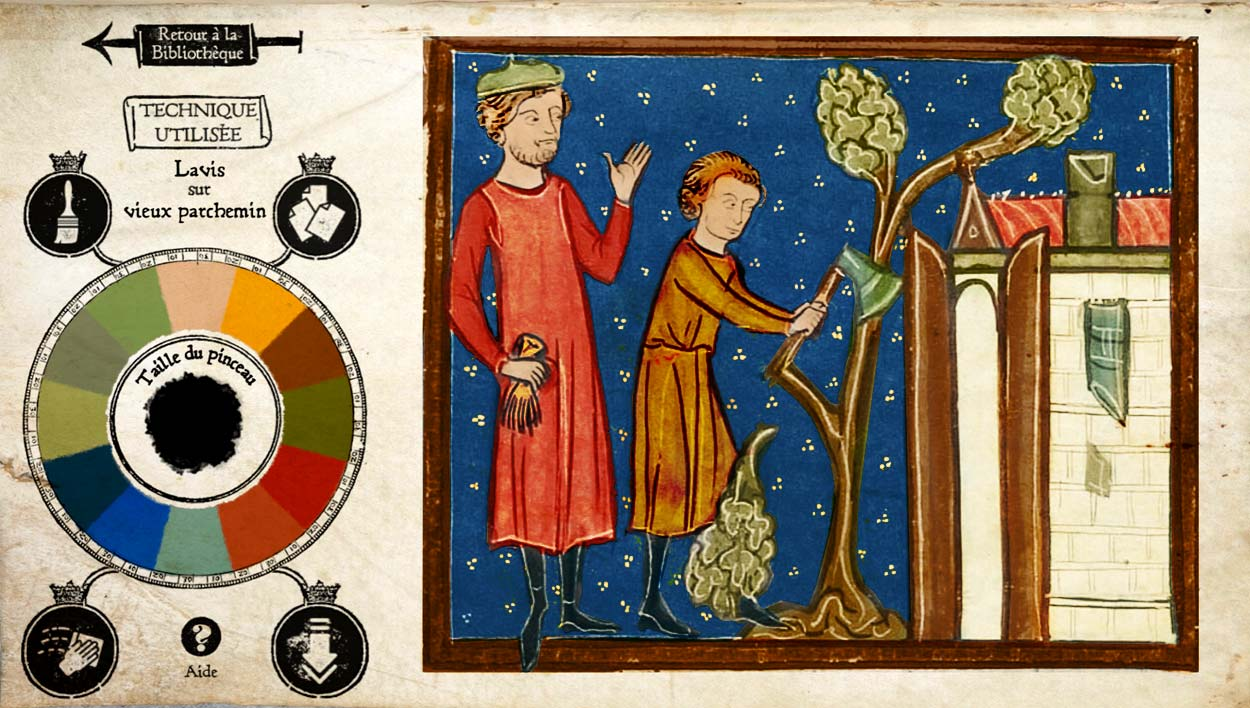 Retour à la
Bibliothèque
TECHNIQUE
UTILISÉE
Lavis
sur
vieux parchemin
Taille du pinceau
?
Aide